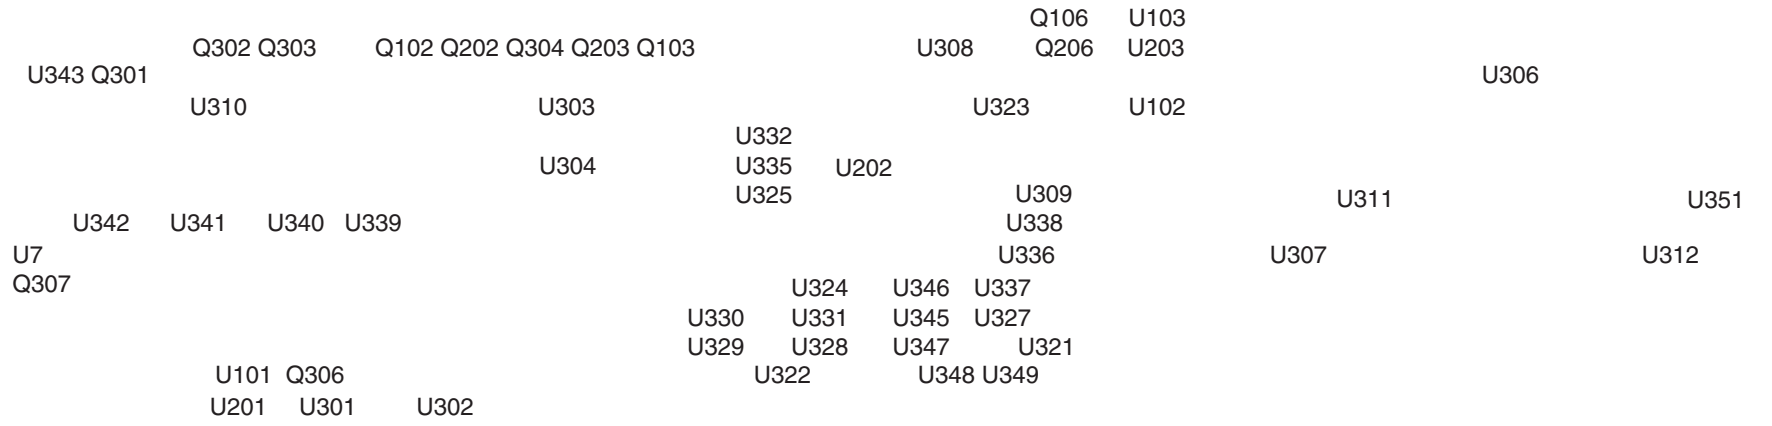 Q106 U103
Q302 Q303 Q102 Q202 Q304 Q203 Q103 U308 Q206 U203
U343 Q301 U306
U310 U303 U323 U102
U332
U304 U335 U202
U325 U309 U311 U351
U342 U341 U340 U339 U338
U7 U336 U307 U312
Q307 U324 U346 U337
U330 U331 U345 U327
U329 U328 U347 U321
U101 Q306 U322 U348 U349
U201 U301 U302